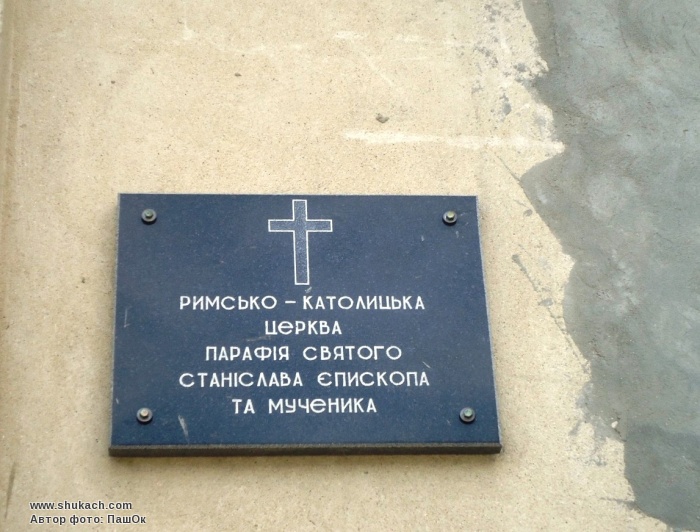 РИМСЬКО – КАТОЛИЦЬКА
ЦЕРКВА
ПАРАФІЯ СВЯТОГО
СТАНІСЛАВА ЄПИСКОПА
ТА МУЧЕНИКА
www.shukach.com
Автор фото: ПашОк